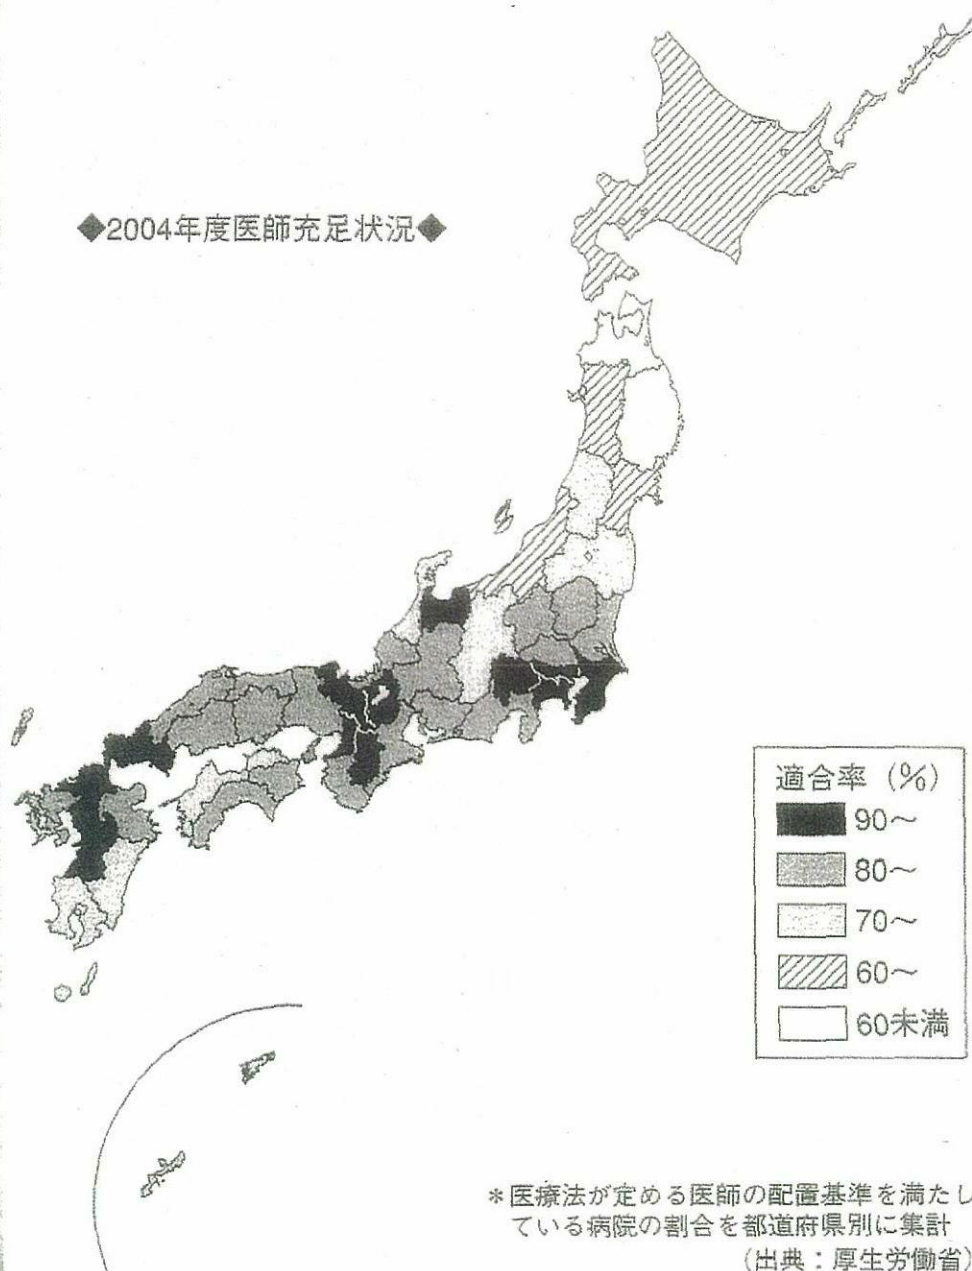 ◆2004年度医師充足状況◆
適合率（%）
90～
80～
70～
60～
60未満
＊医療法が定める医師の配置基準を満たし
ている病院の割合を都道府県別に集計
（出典：厚生労働省）